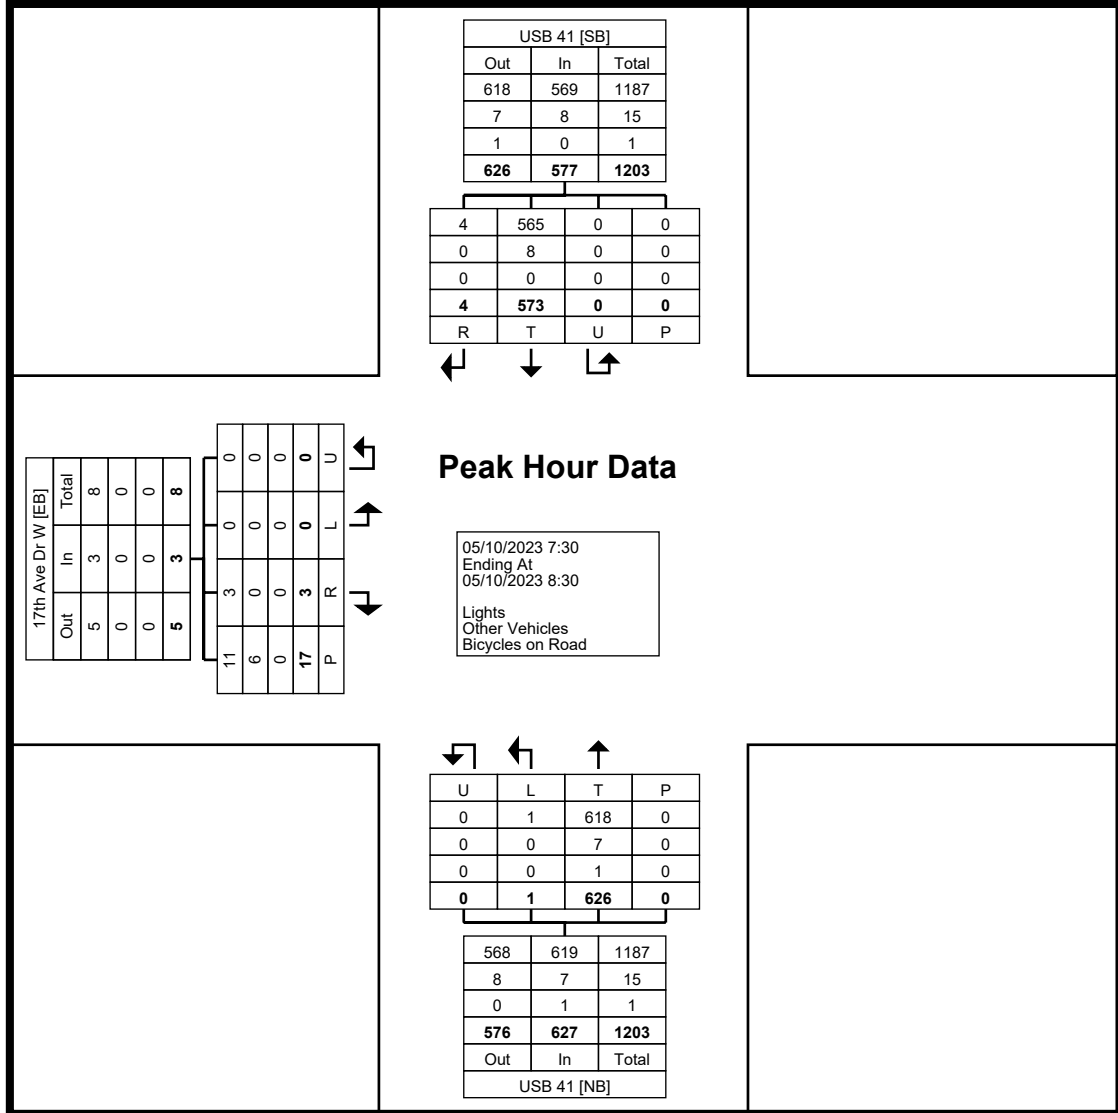 USB 41 [SB]
Out In Total
618 569 1187
7 8 15
1 0 1
626 577 1203
4 565 0 0
0 8 0 0
0 0 0 0
4 573 0 0
R T U P
17th Ave Dr W [EB]
Out In Total
5 3 8
0 0 0
0 0 0
5 3 8
11 3 0 0
6 0 0 0
0 0 0 0
17 3 0 0
P R L U
Peak Hour Data
05/10/2023 7:30
Ending At
05/10/2023 8:30
Lights
Other Vehicles
Bicycles on Road
U L T P
0 1 618 0
0 0 7 0
0 0 1 0
0 1 626 0
568 619 1187
8 7 15
0 1 1
576 627 1203
Out In Total
USB 41 [NB]